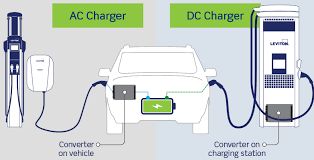 AC Charger
DC Charger
LEVITON
Converter
on vehicle
Converter on
charging station